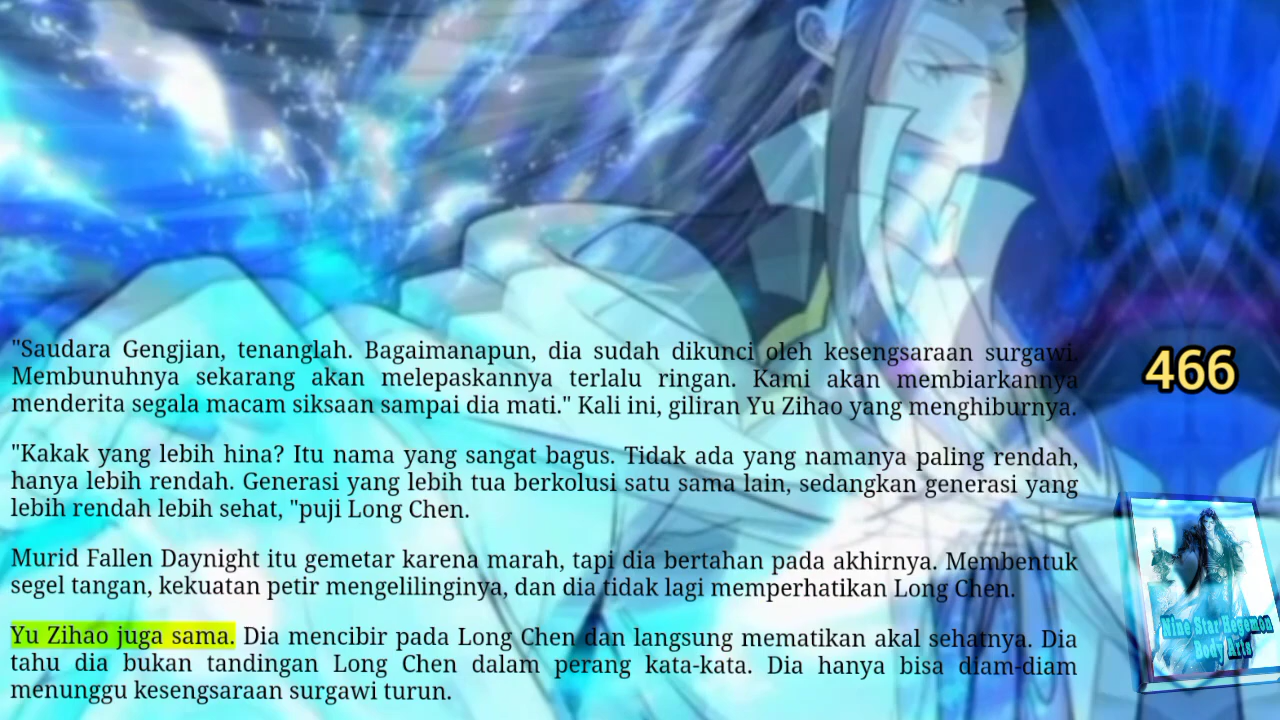 "Saudara Gengjian, tenanglah. Bagaimanapun, dia sudah dikunci oleh kesengsaraan surgawi.
Membunuhnya sekarang akan melepaskannya terlalu ringan. Kami akan membiarkannya
menderita segala macam siksaan sampai dia mati." Kali ini, giliran Yu Zihao yang menghiburnya.
"Kakak yang lebih hina? Itu nama yang sangat bagus. Tidak ada yang namanya paling rendah,
hanya lebih rendah. Generasi yang lebih tua berkolusi satu sama lain, sedangkan generasi yang
lebih rendah lebih sehat, "puji Long Chen.
Murid Fallen Daynight itu gemetar karena marah, tapi dia bertahan pada akhirnya. Membentuk
segel tangan, kekuatan petir mengelilinginya, dan dia tidak lagi memperhatikan Long Chen.
Yu Zihao juga sama. Dia mencibir pada Long Chen dan langsung mematikan akal sehatnya. Dia
tahu dia bukan tandingan Long Chen dalam perang kata-kata. Dia hanya bisa diam-diam
menunggu kesengsaraan surgawi turun.
466
Nine Star Hegemon
Body Arts